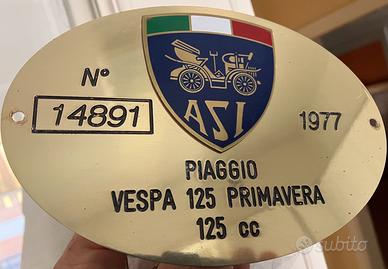 N°
14891
ASI
1977
PIAGGIO
VESPA 125 PRIMAVERA
125 cc
subito